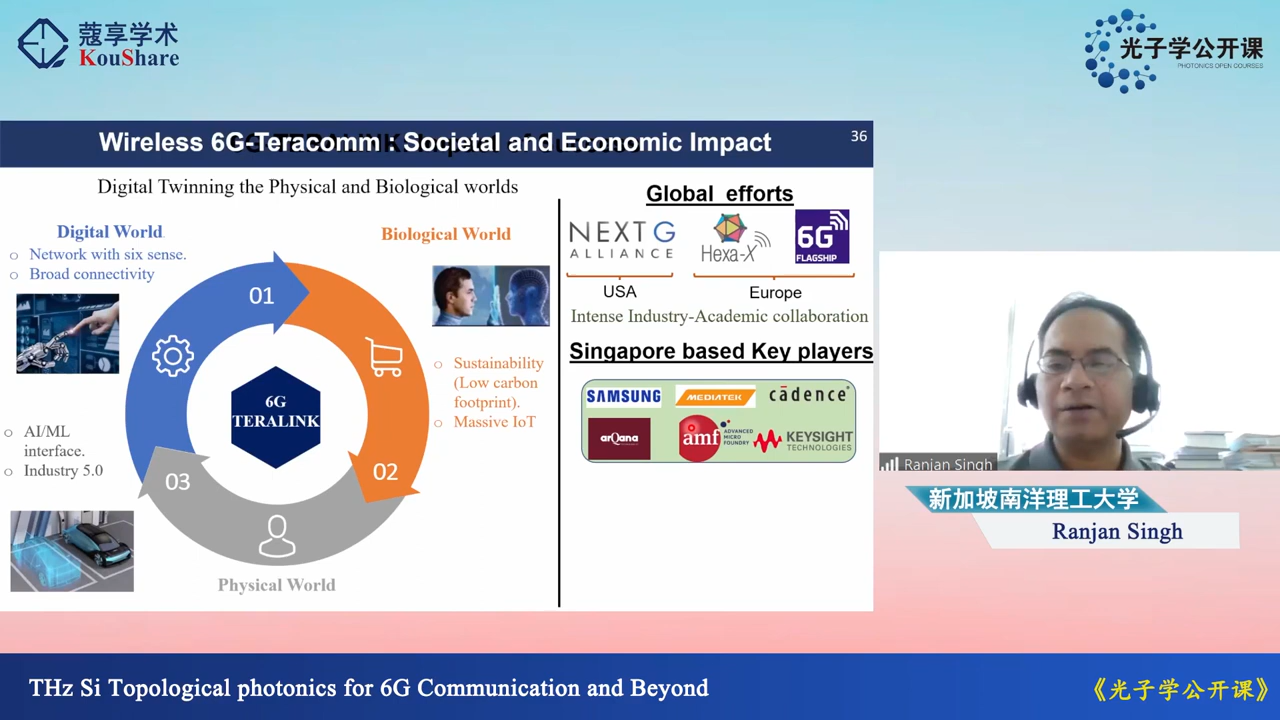 蔻享学术
KouShare
光子学公开课
PHOTONICS OPEN COURSES
Wireless 6G-Teracomm : Societal and Economic Impact
36
Digital Twinning the Physical and Biological worlds
Digital World
Network with six sense.
Broad connectivity
Biological World
01
6G
TERALINK
Sustainability
(Low carbon
footprint).
Massive IoT
AI/ML
interface.
Industry 5.0
03
02
Physical World
Global efforts
NEXT G
ALLIANCE
Hexa-X
6G
FLAGSHIP
USA
Europe
Intense Industry-Academic collaboration
Singapore based Key players
SAMSUNG
MEDIATEK
cādence
arQana
amf
ADVANCED
MICRO
FOUNDRY
KEYSIGHT
TECHNOLOGIES
Ranjan Singh
新加坡南洋理工大学
Ranjan Singh
THz Si Topological photonics for 6G Communication and Beyond
《光子学公开课》